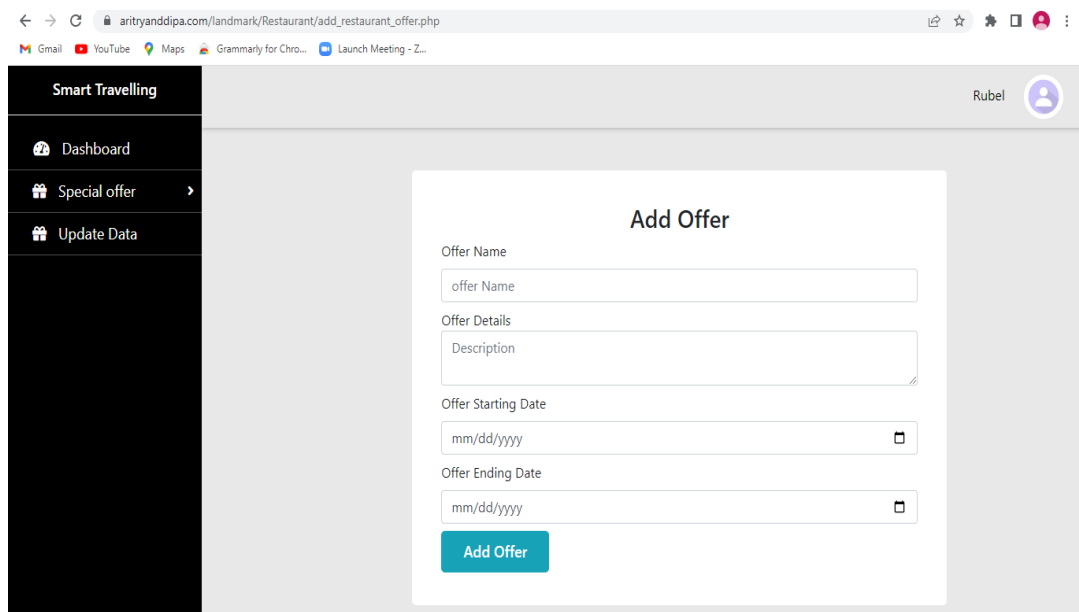 aritryanddipa.com/landmark/Restaurant/add_restaurant_offer.php
Gmail YouTube Maps Grammarly for Chro... Launch Meeting - Z...
Smart Travelling
Rubel
Dashboard
Special offer
Update Data
Add Offer
Offer Name
offer Name
Offer Details
Description
Offer Starting Date
mm/dd/yyyy
Offer Ending Date
mm/dd/yyyy
Add Offer